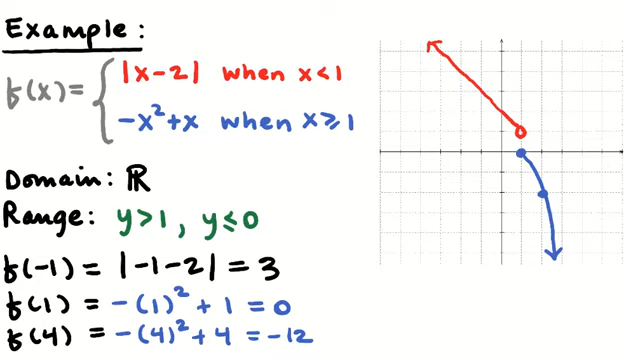 Example:
f(x) = { |x-2| when x<1
-x²+x when x≥1
Domain: ℝ
Range: y>1, y≤0
f(-1) = |-1-2| = 3
f(1) = -(1)²+1 = 0
f(4) = -(4)²+4 = -12